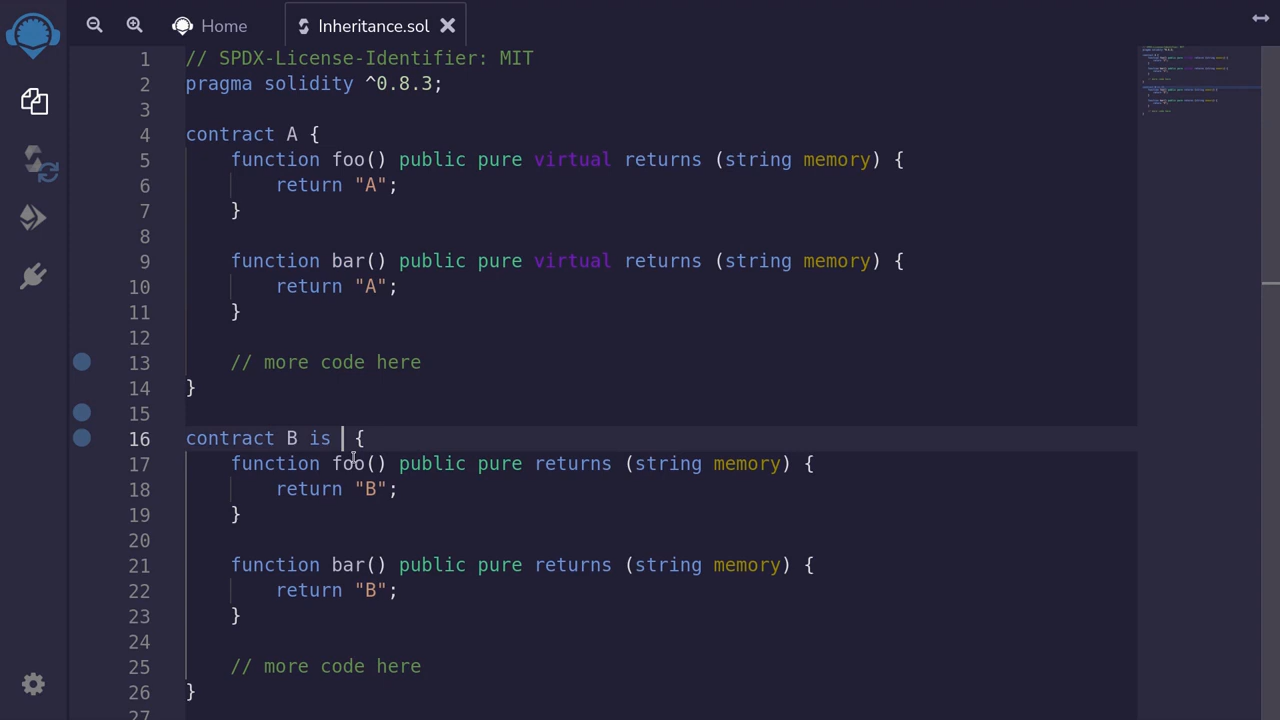 Home
Inheritance.sol
1 // SPDX-License-Identifier: MIT
2 pragma solidity ^0.8.3;
3
4 contract A {
5 function foo() public pure virtual returns (string memory) {
6 return "A";
7 }
8
9 function bar() public pure virtual returns (string memory) {
10 return "A";
11 }
12
13 // more code here
14 }
15
16 contract B is {
17 function foo() public pure returns (string memory) {
18 return "B";
19 }
20
21 function bar() public pure returns (string memory) {
22 return "B";
23 }
24
25 // more code here
26 }
27